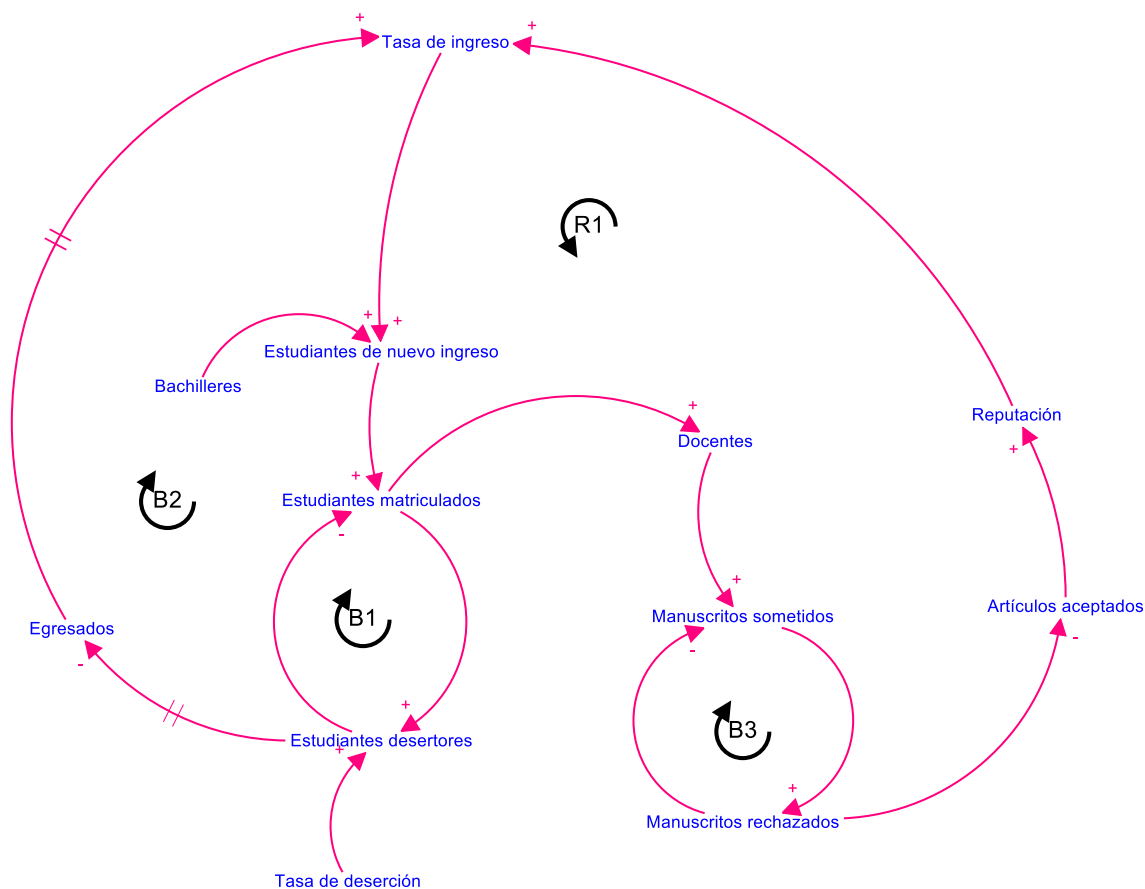 +
+
Tasa de ingreso
R1
+
+
Estudiantes de nuevo ingreso
Bachilleres
+
Docentes
Reputación
+
+
Estudiantes matriculados
B2
-
B1
+
Manuscritos sometidos
Artículos aceptados
-
Egresados
-
-
+
Estudiantes desertores
+
B3
+
Manuscritos rechazados
Tasa de deserción